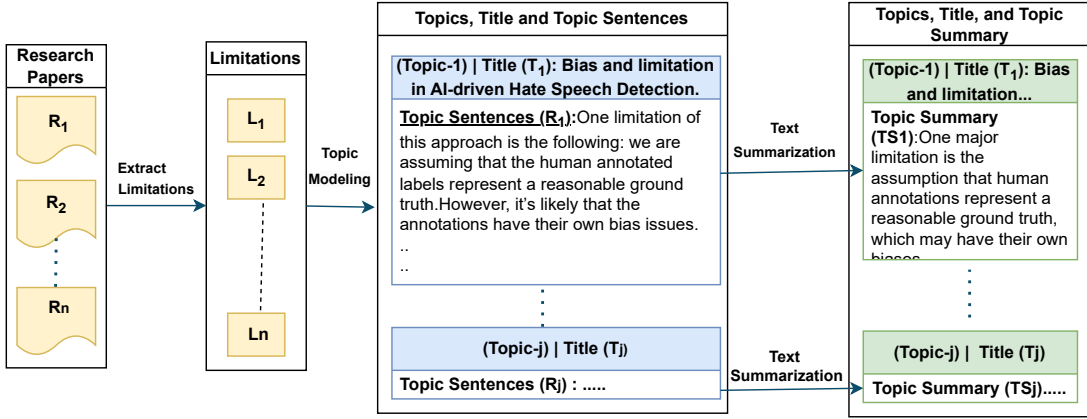 Research
Papers
R1
R2
Rn
Extract
Limitations
Limitations
L1
L2
Ln
Topic
Modeling
Topics, Title and Topic Sentences
(Topic-1) | Title (T1): Bias and limitation
in AI-driven Hate Speech Detection.
Topic Sentences (R1):One limitation of
this approach is the following: we are
assuming that the human annotated
labels represent a reasonable ground
truth.However, it's likely that the
annotations have their own bias issues.
..
..
(Topic-j) | Title (Tj)
Topic Sentences (Rj) : .....
Text
Summarization
Text
Summarization
Topics, Title, and Topic
Summary
(Topic-1) | Title (T1): Bias
and limitation...
Topic Summary
(TS1):One major
limitation is the
assumption that human
annotations represent a
reasonable ground truth,
which may have their own
biases
(Topic-j) | Title (Tj)
Topic Summary (TSj).....